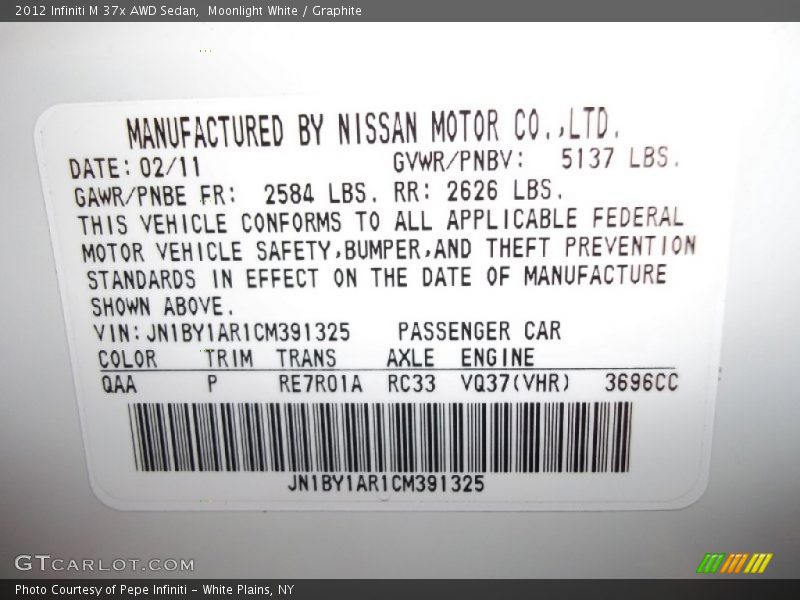 2012 Infiniti M 37x AWD Sedan,  Moonlight White / Graphite
MANUFACTURED BY NISSAN MOTOR CO.,LTD.
DATE: 02/11 GVWR/PNBV: 5137 LBS.
GAWR/PNBE FR: 2584 LBS. RR: 2626 LBS.
THIS VEHICLE CONFORMS TO ALL APPLICABLE FEDERAL
MOTOR VEHICLE SAFETY,BUMPER,AND THEFT PREVENTION
STANDARDS IN EFFECT ON THE DATE OF MANUFACTURE
SHOWN ABOVE.
VIN:JN1BY1AR1CM391325 PASSENGER CAR
COLOR TRIM TRANS AXLE ENGINE
QAA P RE7R01A RC33 VQ37(VHR) 3696CC
JN1BY1AR1CM391325
GTCARLOT.COM
Photo Courtesy of Pepe Infiniti - White Plains, NY